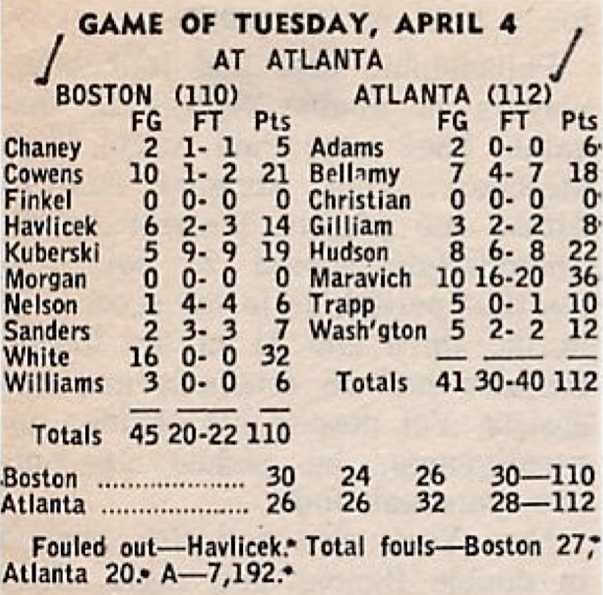 GAME OF TUESDAY, APRIL 4
AT ATLANTA
BOSTON (110) ATLANTA (112)
FG FT Pts FG FT Pts
Chaney 2 1- 1 5 Adams 2 0- 0 6
Cowens 10 1- 2 21 Bellamy 7 4- 7 18
Finkel 0 0- 0 0 Christian 0 0- 0 0
Havlicek 6 2- 3 14 Gilliam 3 2- 2 8
Kuberski 5 9- 9 19 Hudson 8 6- 8 22
Morgan 0 0- 0 0 Maravich 10 16-20 36
Nelson 1 4- 4 6 Trapp 5 0- 1 10
Sanders 2 3- 3 7 Wash'gton 5 2- 2 12
White 16 0- 0 32
Williams 3 0- 0 6 Totals 41 30-40 112
Totals 45 20-22 110
Boston ..................... 30 24 26 30—110
Atlanta ..................... 26 26 32 28—112
Fouled out—Havlicek.* Total fouls—Boston 27,*
Atlanta 20.* A—7,192.*